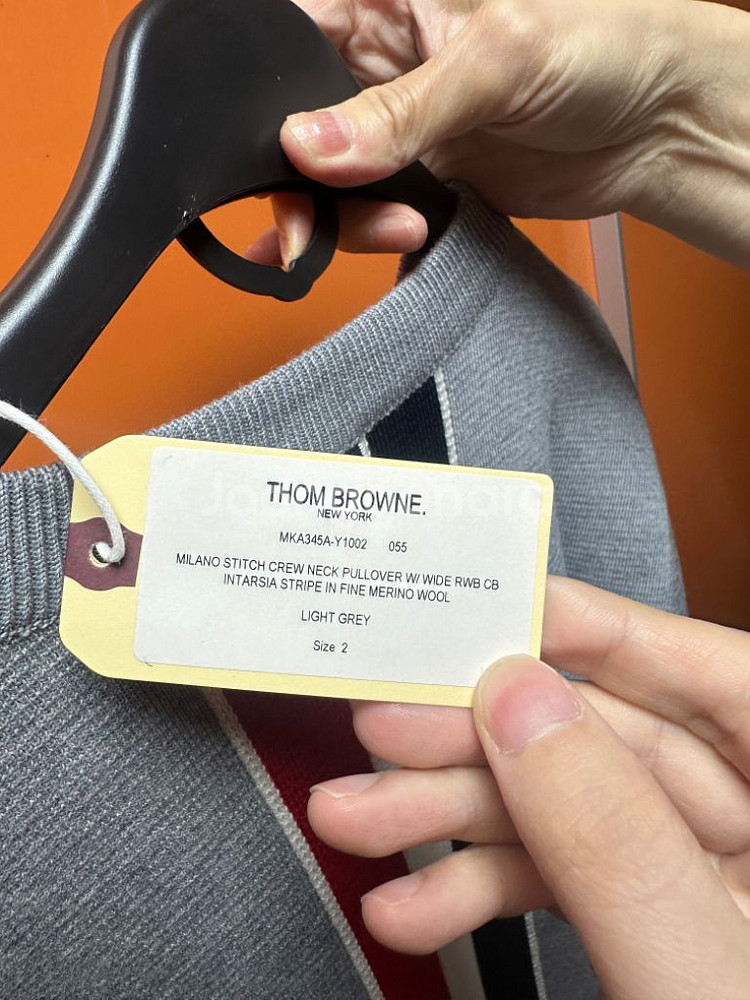 THOM BROWNE.
NEW YORK
MKA345A-Y1002 055
MILANO STITCH CREW NECK PULLOVER W/ WIDE RWB CB
INTARSIA STRIPE IN FINE MERINO WOOL
LIGHT GREY
Size 2